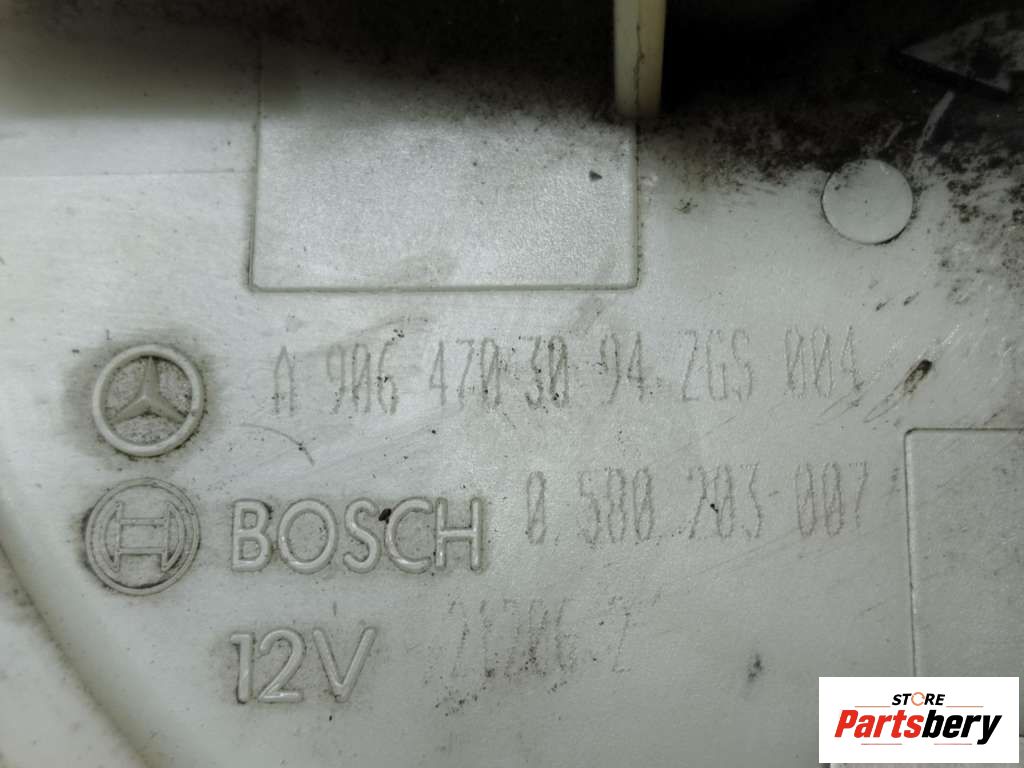 A 906 470 30 94 ZGS 004
BOSCH 0 580 203 007
12V
STORE
Partsbery